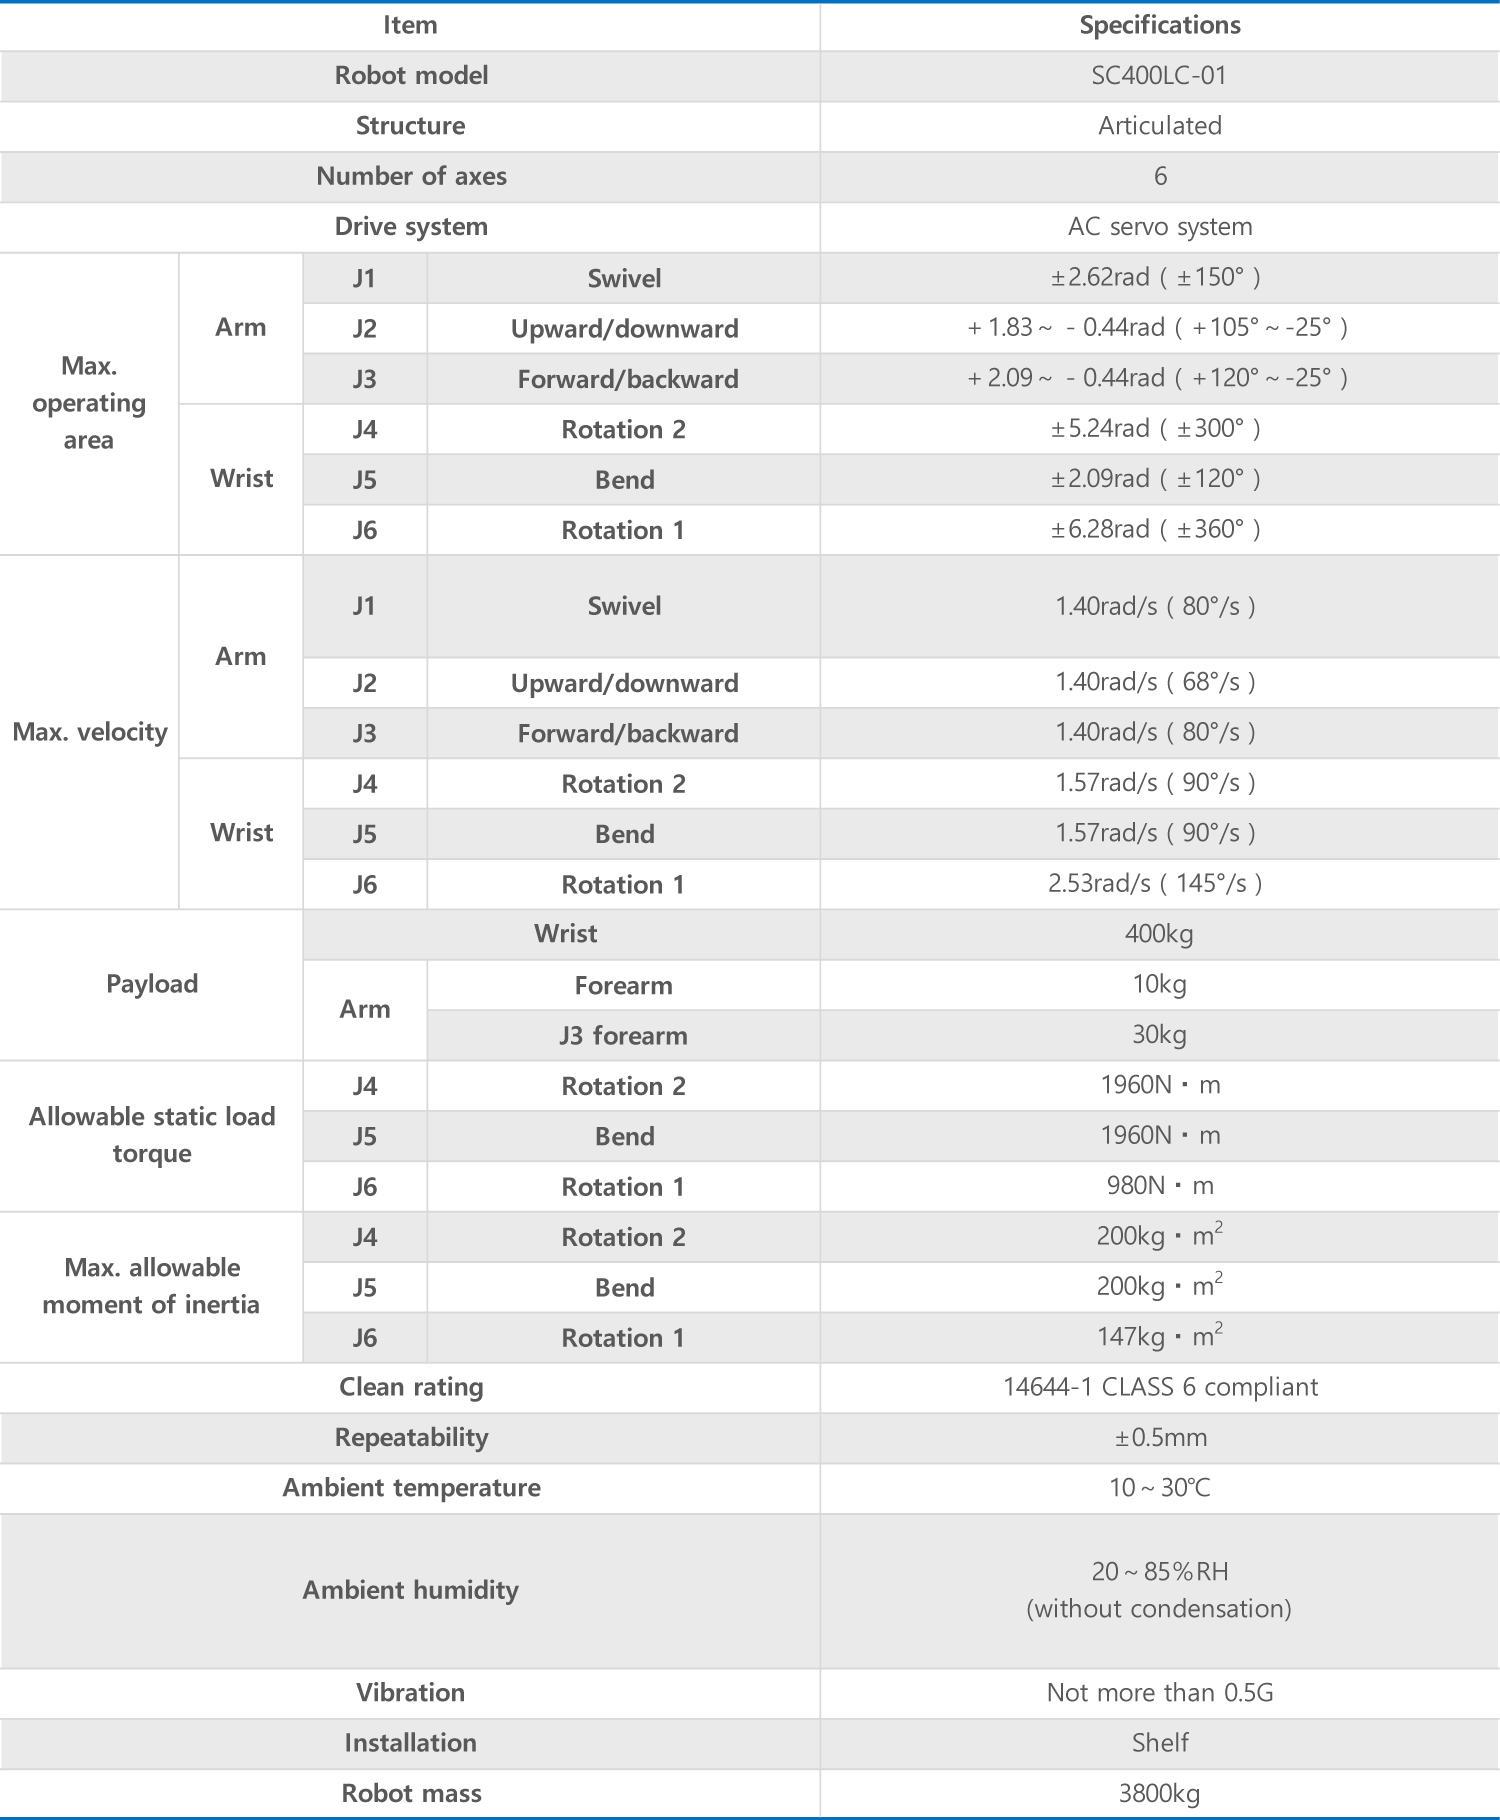 Item Specifications
Robot model SC400LC-01
Structure Articulated
Number of axes 6
Drive system AC servo system
Max.
operating
area
Arm
J1 Swivel ±2.62rad ( ±150° )
J2 Upward/downward + 1.83 ~ - 0.44rad ( +105° ~ -25° )
J3 Forward/backward + 2.09 ~ - 0.44rad ( +120° ~ -25° )
Wrist
J4 Rotation 2 ±5.24rad ( ±300° )
J5 Bend ±2.09rad ( ±120° )
J6 Rotation 1 ±6.28rad ( ±360° )
Max. velocity
Arm
J1 Swivel 1.40rad/s ( 80°/s )
J2 Upward/downward 1.40rad/s ( 68°/s )
J3 Forward/backward 1.40rad/s ( 80°/s )
Wrist
J4 Rotation 2 1.57rad/s ( 90°/s )
J5 Bend 1.57rad/s ( 90°/s )
J6 Rotation 1 2.53rad/s ( 145°/s )
Payload
Wrist 400kg
Arm
Forearm 10kg
J3 forearm 30kg
Allowable static load
torque
J4 Rotation 2 1960N・m
J5 Bend 1960N・m
J6 Rotation 1 980N・m
Max. allowable
moment of inertia
J4 Rotation 2 200kg・m²
J5 Bend 200kg・m²
J6 Rotation 1 147kg・m²
Clean rating 14644-1 CLASS 6 compliant
Repeatability ±0.5mm
Ambient temperature 10 ~ 30℃
Ambient humidity 20 ~ 85%RH
(without condensation)
Vibration Not more than 0.5G
Installation Shelf
Robot mass 3800kg